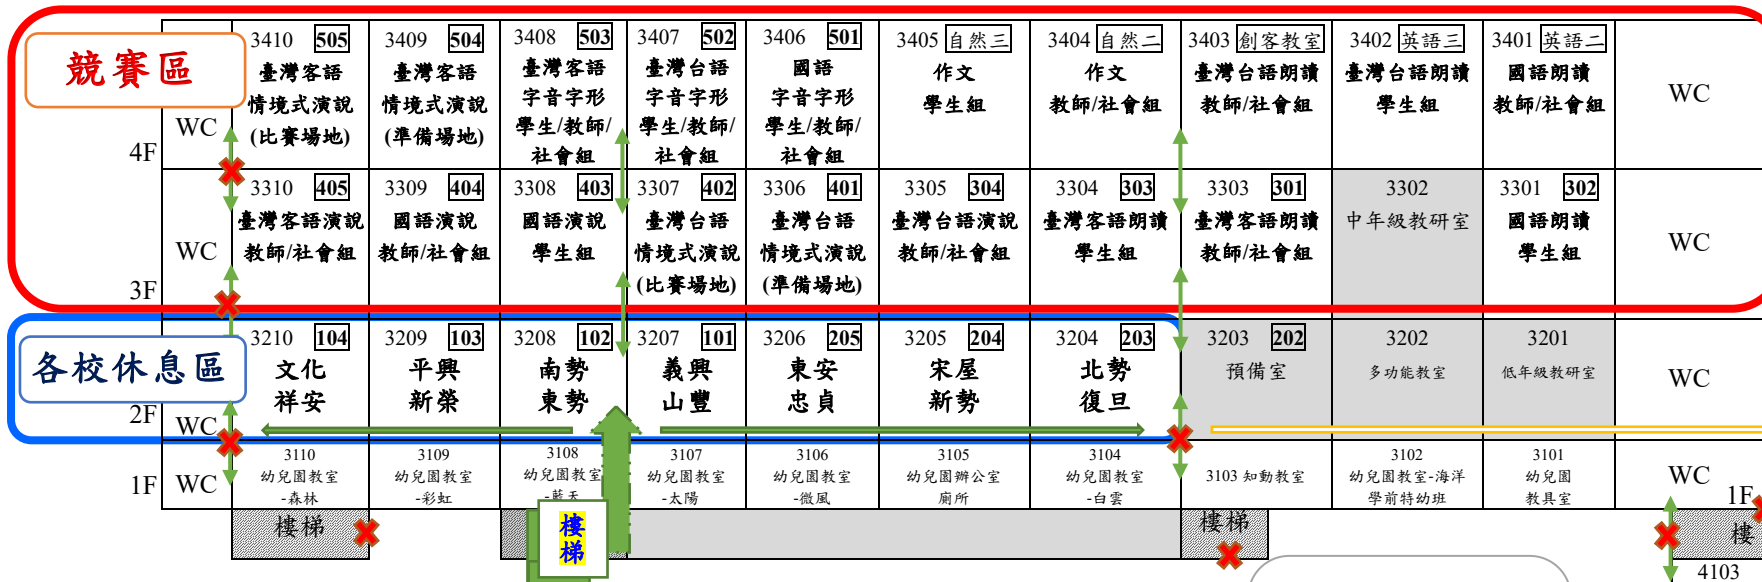 競賽區
3410 505
臺灣客語
情境式演說
(比賽場地)
3409 504
臺灣客語
情境式演說
(準備場地)
3408 503
臺灣客語
字音字形
學生/教師/
社會組
3407 502
臺灣台語
字音字形
學生/教師/
社會組
3406 501
國語
字音字形
學生/教師/
社會組
3405 自然三
作文
學生組
3404 自然二
作文
教師/社會組
3403 創客教室
臺灣台語朗讀
教師/社會組
3402 英語三
臺灣台語朗讀
學生組
3401 英語二
國語朗讀
教師/社會組
WC
WC
4F
3310 405
臺灣客語演說
教師/社會組
3309 404
國語演說
教師/社會組
3308 403
國語演說
學生組
3307 402
臺灣台語
情境式演說
(比賽場地)
3306 401
臺灣台語
情境式演說
(準備場地)
3305 304
臺灣台語演說
教師/社會組
3304 303
臺灣客語朗讀
學生組
3303 301
臺灣客語朗讀
教師/社會組
3302
中年級教研室
3301 302
國語朗讀
學生組
WC
WC
3F
各校休息區
3210 104
文化
祥安
3209 103
平興
新榮
3208 102
南勢
東勢
3207 101
義興
山豐
3206 205
東安
忠貞
3205 204
宋屋
新勢
3204 203
北勢
復旦
3203 202
預備室
3202
多功能教室
3201
低年級教研室
WC
2F
WC
1F
WC
3110
幼兒園教室
-森林
3109
幼兒園教室
-彩虹
3108
幼兒園教室
-藍天
3107
幼兒園教室
-太陽
3106
幼兒園教室
-微風
3105
幼兒園辦公室
廁所
3104
幼兒園教室
-白雲
3103 知動教室
3102
幼兒園教室-海洋
學前特幼班
3101
幼兒園
教具室
WC
1F
樓梯
樓梯
樓梯
樓
4103